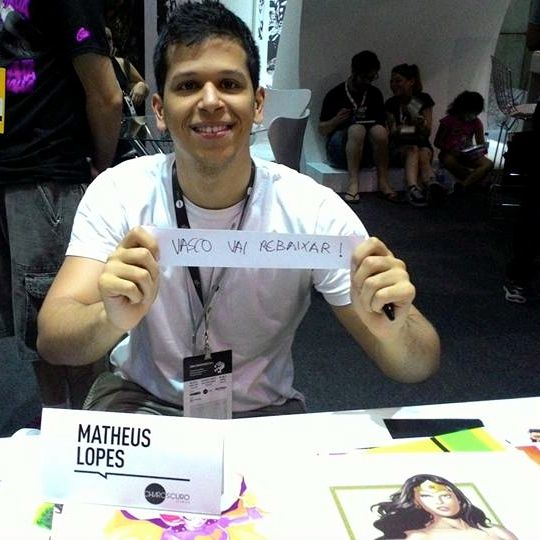 VASCO VAI REBAIXAR!
MATHEUS
LOPES
CHIAROSCURO